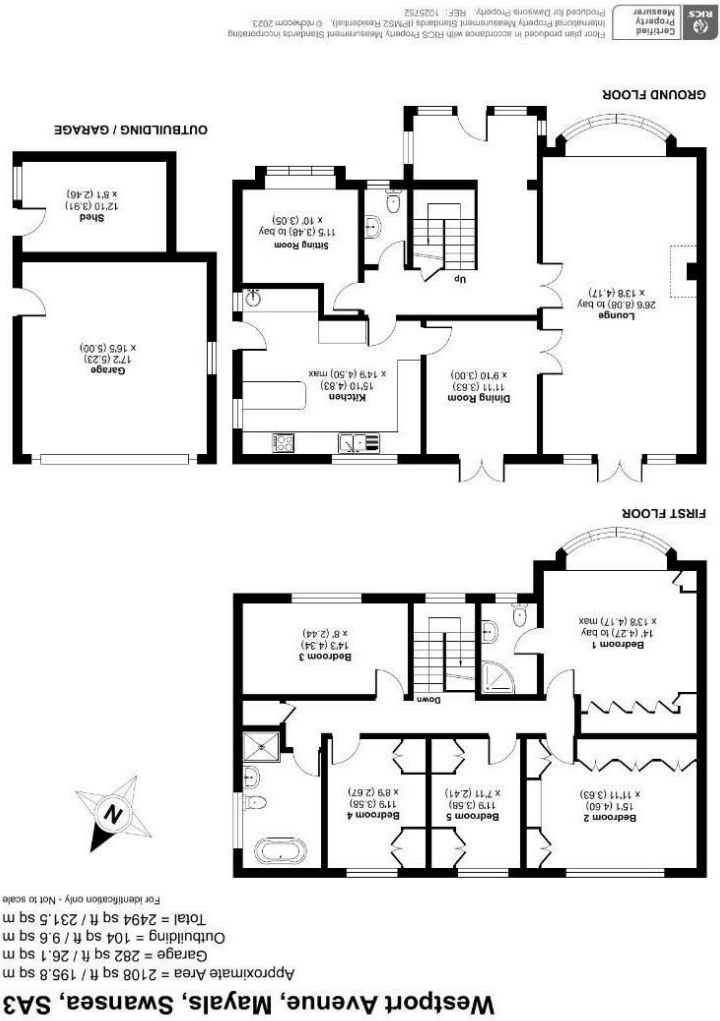 Westport Avenue, Mayals, Swansea, SA3
Approximate Area = 2108 sq ft / 195.8 sq m
Garage = 282 sq ft / 26.1 sq m
Outbuilding = 104 sq ft / 9.6 sq m
Total = 2494 sq ft / 231.5 sq m
For identification only - Not to scale
N
Bedroom 2
15'1 (4.60)
x 11'11 (3.63)
Bedroom 5
11'9 (3.58)
x 7'11 (2.41)
Bedroom 4
11'9 (3.58)
x 8'9 (2.67)
Down
Bedroom 1
14' (4.27) to bay
x 13'8 (4.17) max
Bedroom 3
14'3 (4.34)
x 8' (2.44)
FIRST FLOOR
Dining Room
11'11 (3.63)
x 9'10 (3.00)
Kitchen
15'10 (4.83)
x 14'9 (4.50) max
Garage
17'2 (5.23)
x 16'5 (5.00)
Lounge
26'6 (8.08) to bay
x 13'8 (4.17)
Up
Sitting Room
11'5 (3.48) to bay
x 10' (3.05)
Shed
12'10 (3.91)
x 8'1 (2.46)
OUTBUILDING / GARAGE
GROUND FLOOR
RICS
Certified
Property
Measurer
Floor plan produced in accordance with RICS Property Measurement Standards incorporating
International Property Measurement Standards (IPMS2 Residential). © nichecom 2023.
Produced for Dawsons Property. REF: 1025752